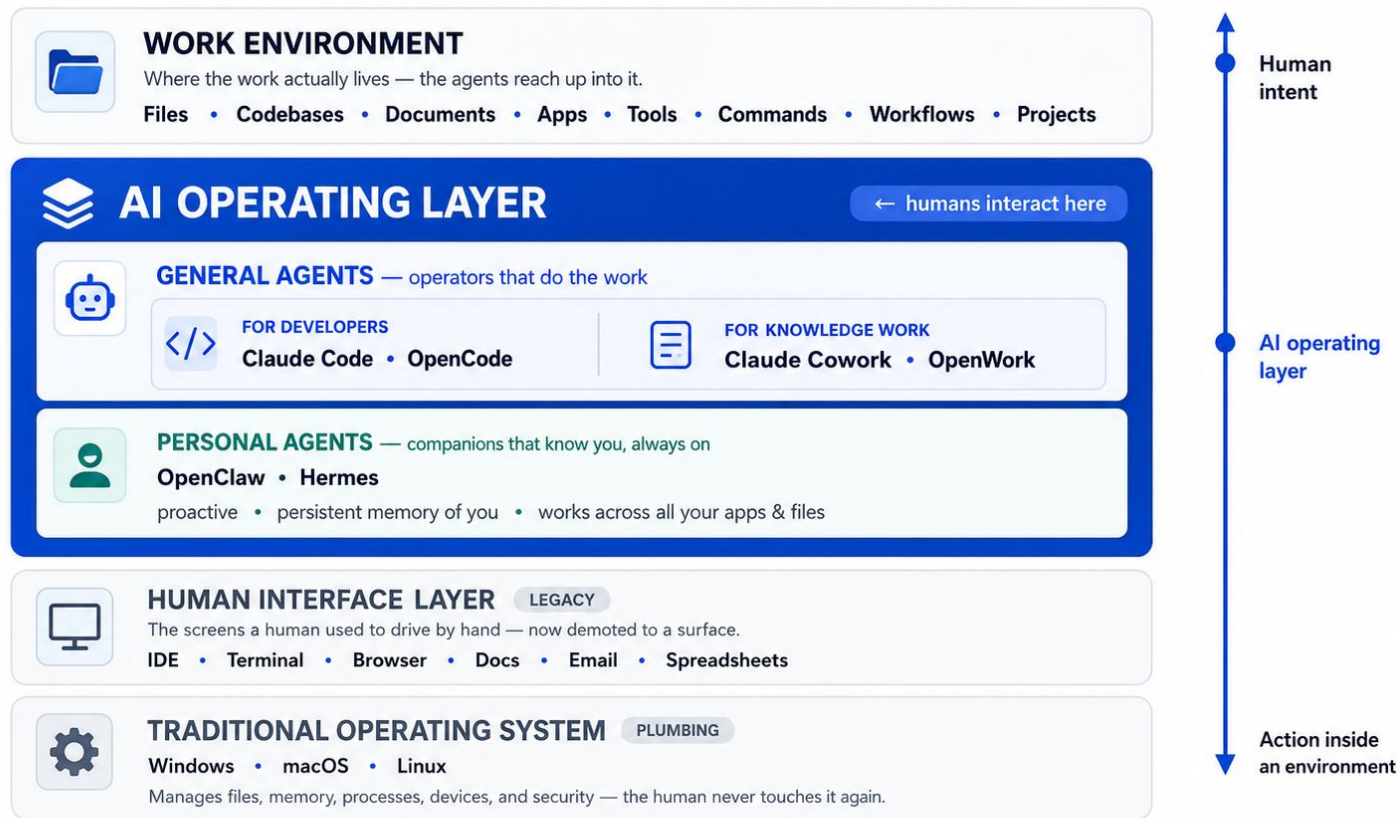 WORK ENVIRONMENT
Where the work actually lives — the agents reach up into it.
Files • Codebases • Documents • Apps • Tools • Commands • Workflows • Projects
AI OPERATING LAYER
← humans interact here
GENERAL AGENTS — operators that do the work
</>
FOR DEVELOPERS
Claude Code • OpenCode
FOR KNOWLEDGE WORK
Claude Cowork • OpenWork
PERSONAL AGENTS — companions that know you, always on
OpenClaw • Hermes
proactive • persistent memory of you • works across all your apps & files
HUMAN INTERFACE LAYER LEGACY
The screens a human used to drive by hand — now demoted to a surface.
IDE • Terminal • Browser • Docs • Email • Spreadsheets
TRADITIONAL OPERATING SYSTEM PLUMBING
Windows • macOS • Linux
Manages files, memory, processes, devices, and security — the human never touches it again.
Human
intent
AI operating
layer
Action inside
an environment